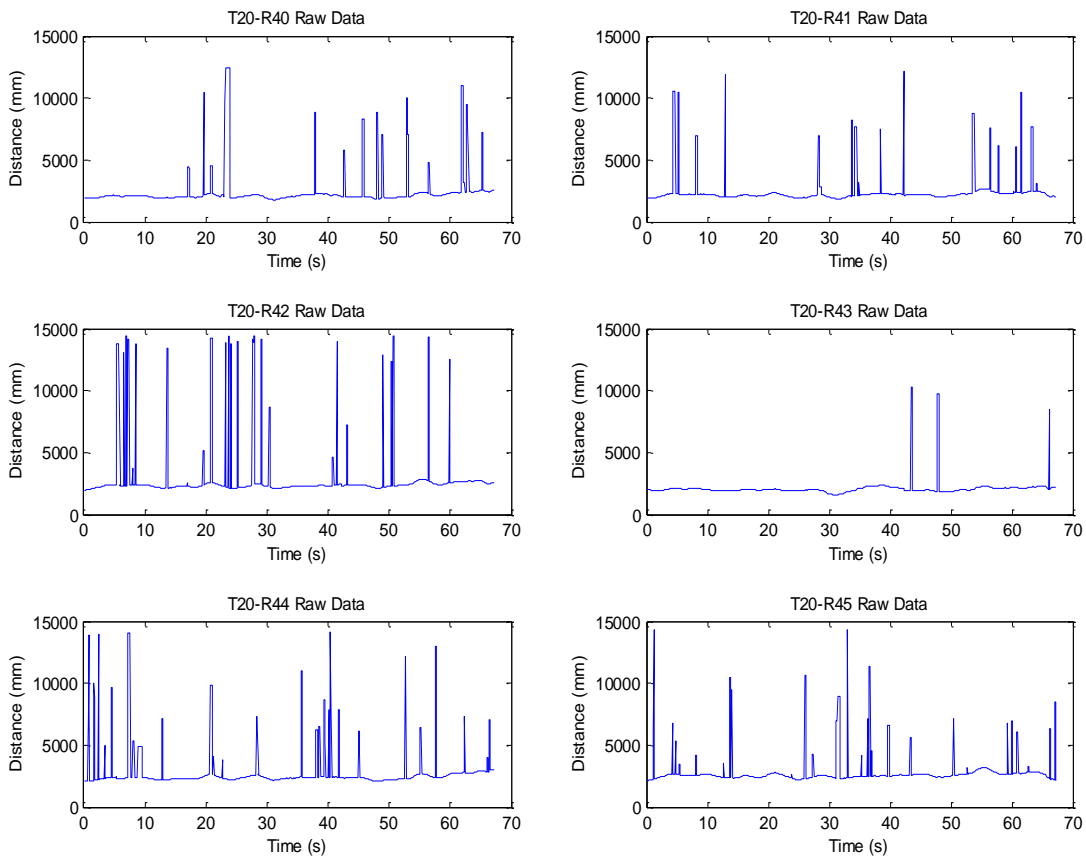 T20-R40 Raw Data
15000
10000
5000
0
Distance (mm)
0 10 20 30 40 50 60 70
Time (s)
T20-R41 Raw Data
15000
10000
5000
0
Distance (mm)
0 10 20 30 40 50 60 70
Time (s)
T20-R42 Raw Data
15000
10000
5000
0
Distance (mm)
0 10 20 30 40 50 60 70
Time (s)
T20-R43 Raw Data
15000
10000
5000
0
Distance (mm)
0 10 20 30 40 50 60 70
Time (s)
T20-R44 Raw Data
15000
10000
5000
0
Distance (mm)
0 10 20 30 40 50 60 70
Time (s)
T20-R45 Raw Data
15000
10000
5000
0
Distance (mm)
0 10 20 30 40 50 60 70
Time (s)